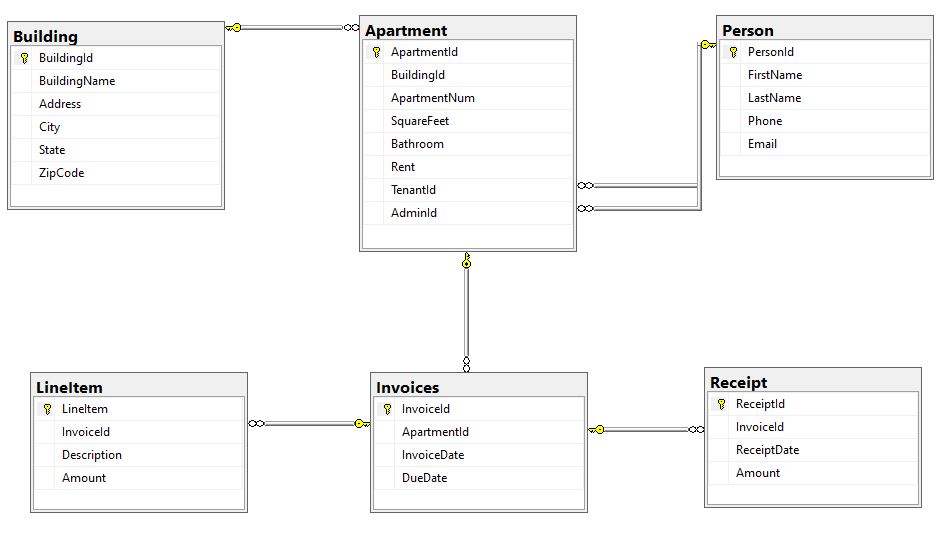 Building
BuildingId
BuildingName
Address
City
State
ZipCode
Apartment
ApartmentId
BuildingId
ApartmentNum
SquareFeet
Bathroom
Rent
TenantId
AdminId
Person
PersonId
FirstName
LastName
Phone
Email
LineItem
LineItem
InvoiceId
Description
Amount
Invoices
InvoiceId
ApartmentId
InvoiceDate
DueDate
Receipt
ReceiptId
InvoiceId
ReceiptDate
Amount